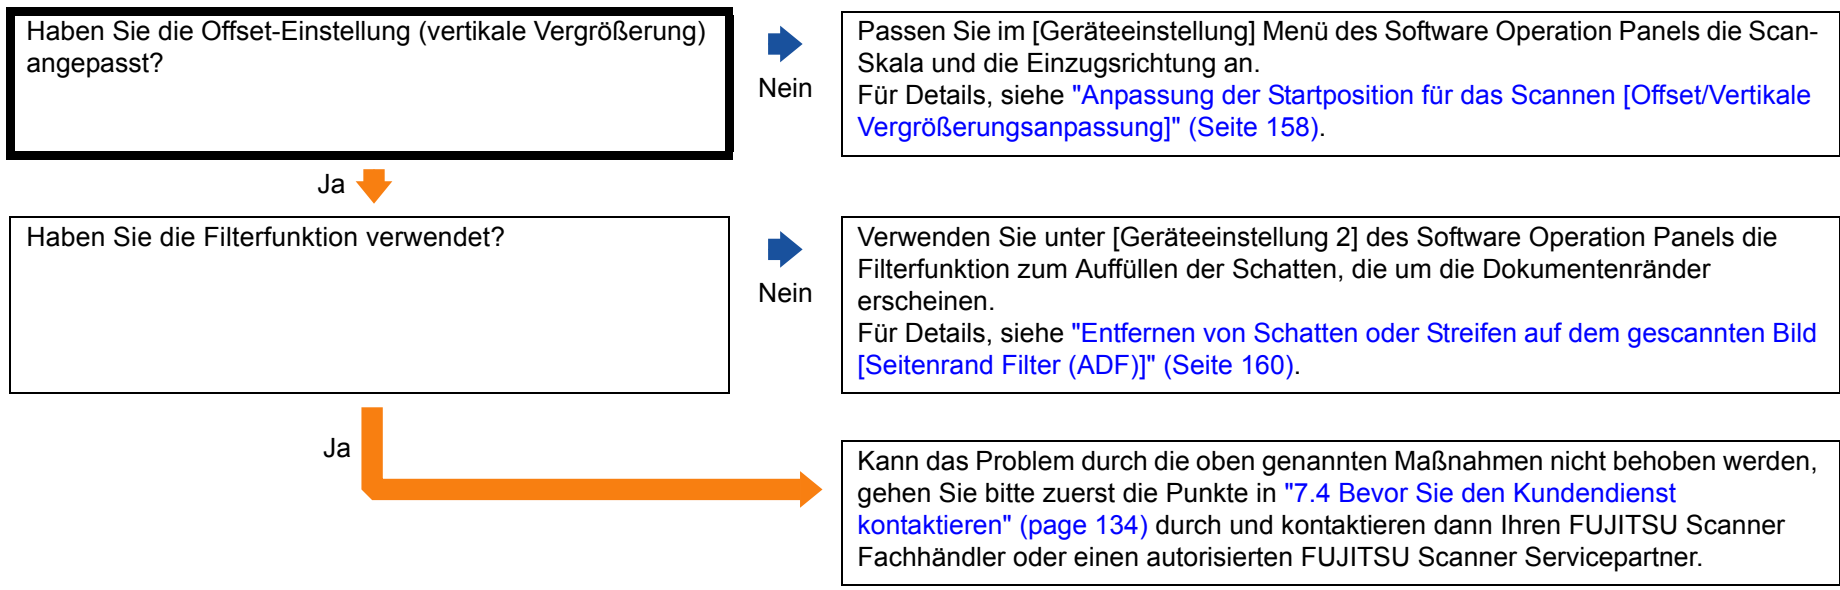 Haben Sie die Offset-Einstellung (vertikale Vergrößerung)
angepasst?
Nein
Passen Sie im [Geräteeinstellung] Menü des Software Operation Panels die Scan-
Skala und die Einzugsrichtung an.
Für Details, siehe "Anpassung der Startposition für das Scannen [Offset/Vertikale
Vergrößerungsanpassung]" (Seite 158).
Ja
Haben Sie die Filterfunktion verwendet?
Nein
Verwenden Sie unter [Geräteeinstellung 2] des Software Operation Panels die
Filterfunktion zum Auffüllen der Schatten, die um die Dokumentenränder
erscheinen.
Für Details, siehe "Entfernen von Schatten oder Streifen auf dem gescannten Bild
[Seitenrand Filter (ADF)]" (Seite 160).
Ja
Kann das Problem durch die oben genannten Maßnahmen nicht behoben werden,
gehen Sie bitte zuerst die Punkte in "7.4 Bevor Sie den Kundendienst
kontaktieren" (page 134) durch und kontaktieren dann Ihren FUJITSU Scanner
Fachhändler oder einen autorisierten FUJITSU Scanner Servicepartner.